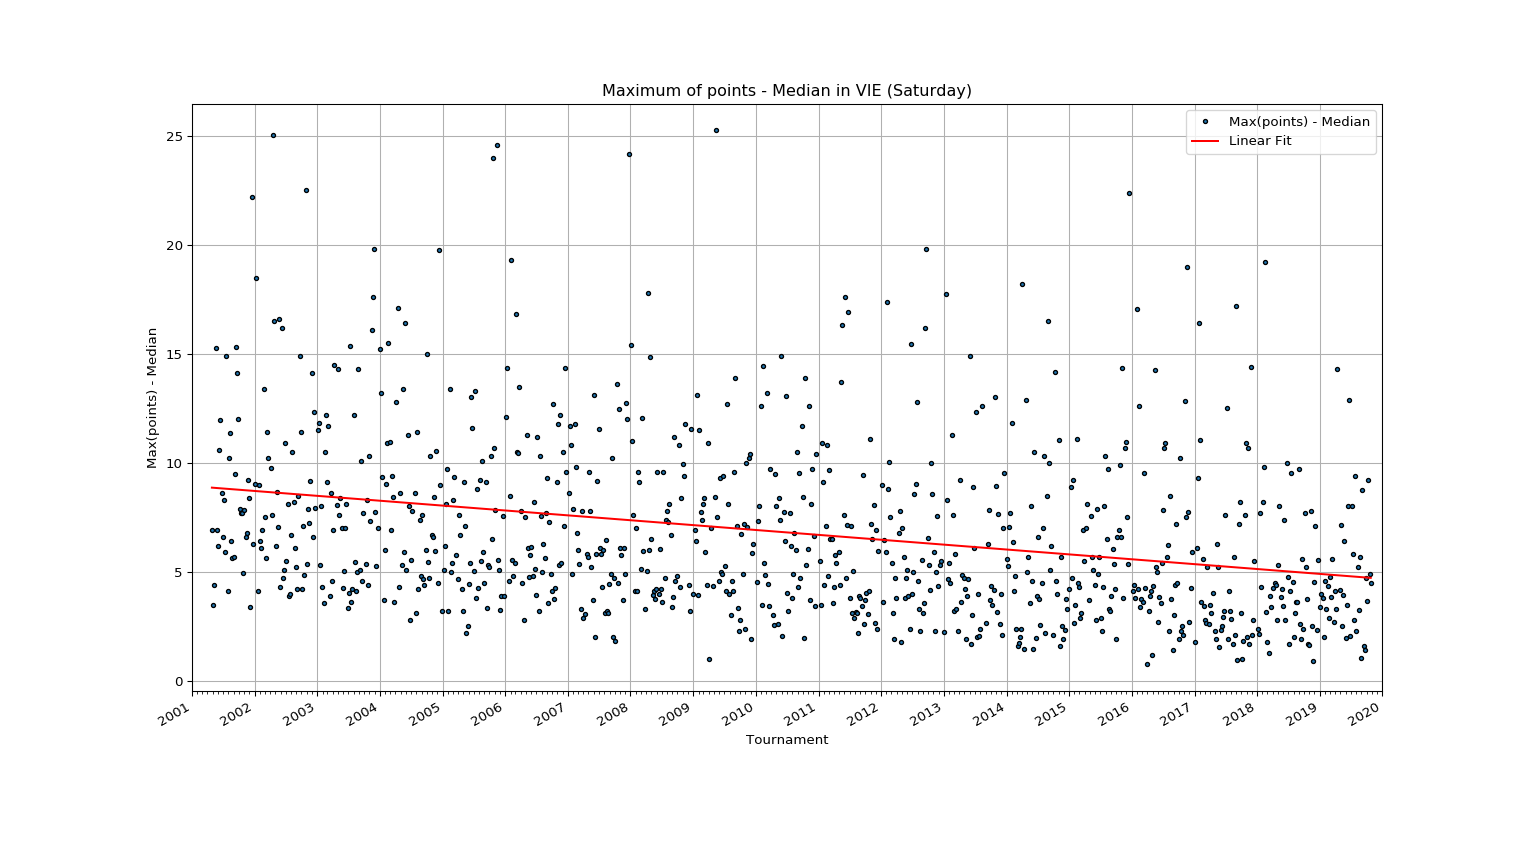 Maximum of points - Median in VIE (Saturday)
Max(points) - Median
Linear Fit
25
20
15
10
5
0
Max(points) - Median
2001 2002 2003 2004 2005 2006 2007 2008 2009 2010 2011 2012 2013 2014 2015 2016 2017 2018 2019 2020
Tournament